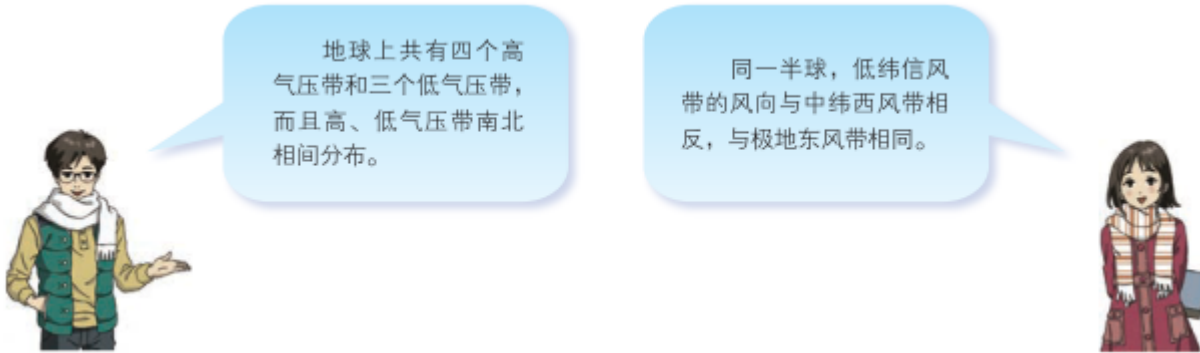 地球上共有四个高
气压带和三个低气压带，
而且高、低气压带南北
相间分布。
同一半球，低纬信风
带的风向与中纬西风带相
反，与极地东风带相同。